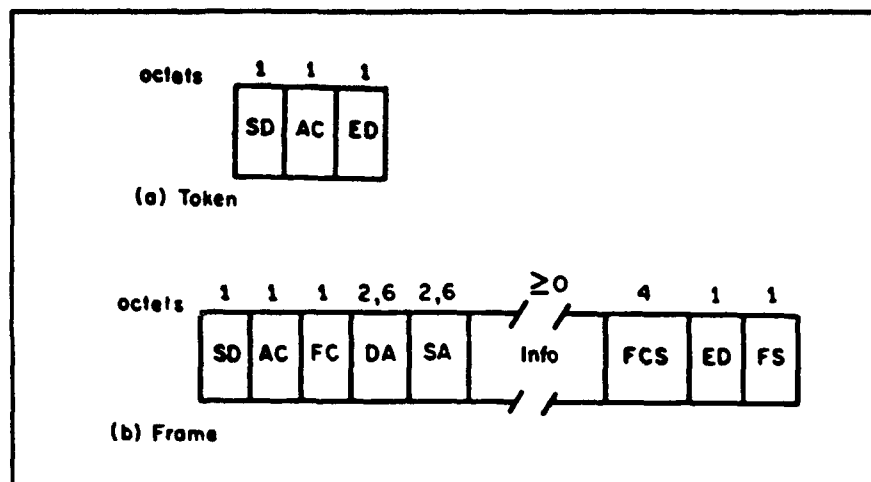 octets 1 1 1
SD AC ED
(a) Token
octets 1 1 1 2,6 2,6 ≥0 4 1 1
SD AC FC DA SA Info FCS ED FS
(b) Frame